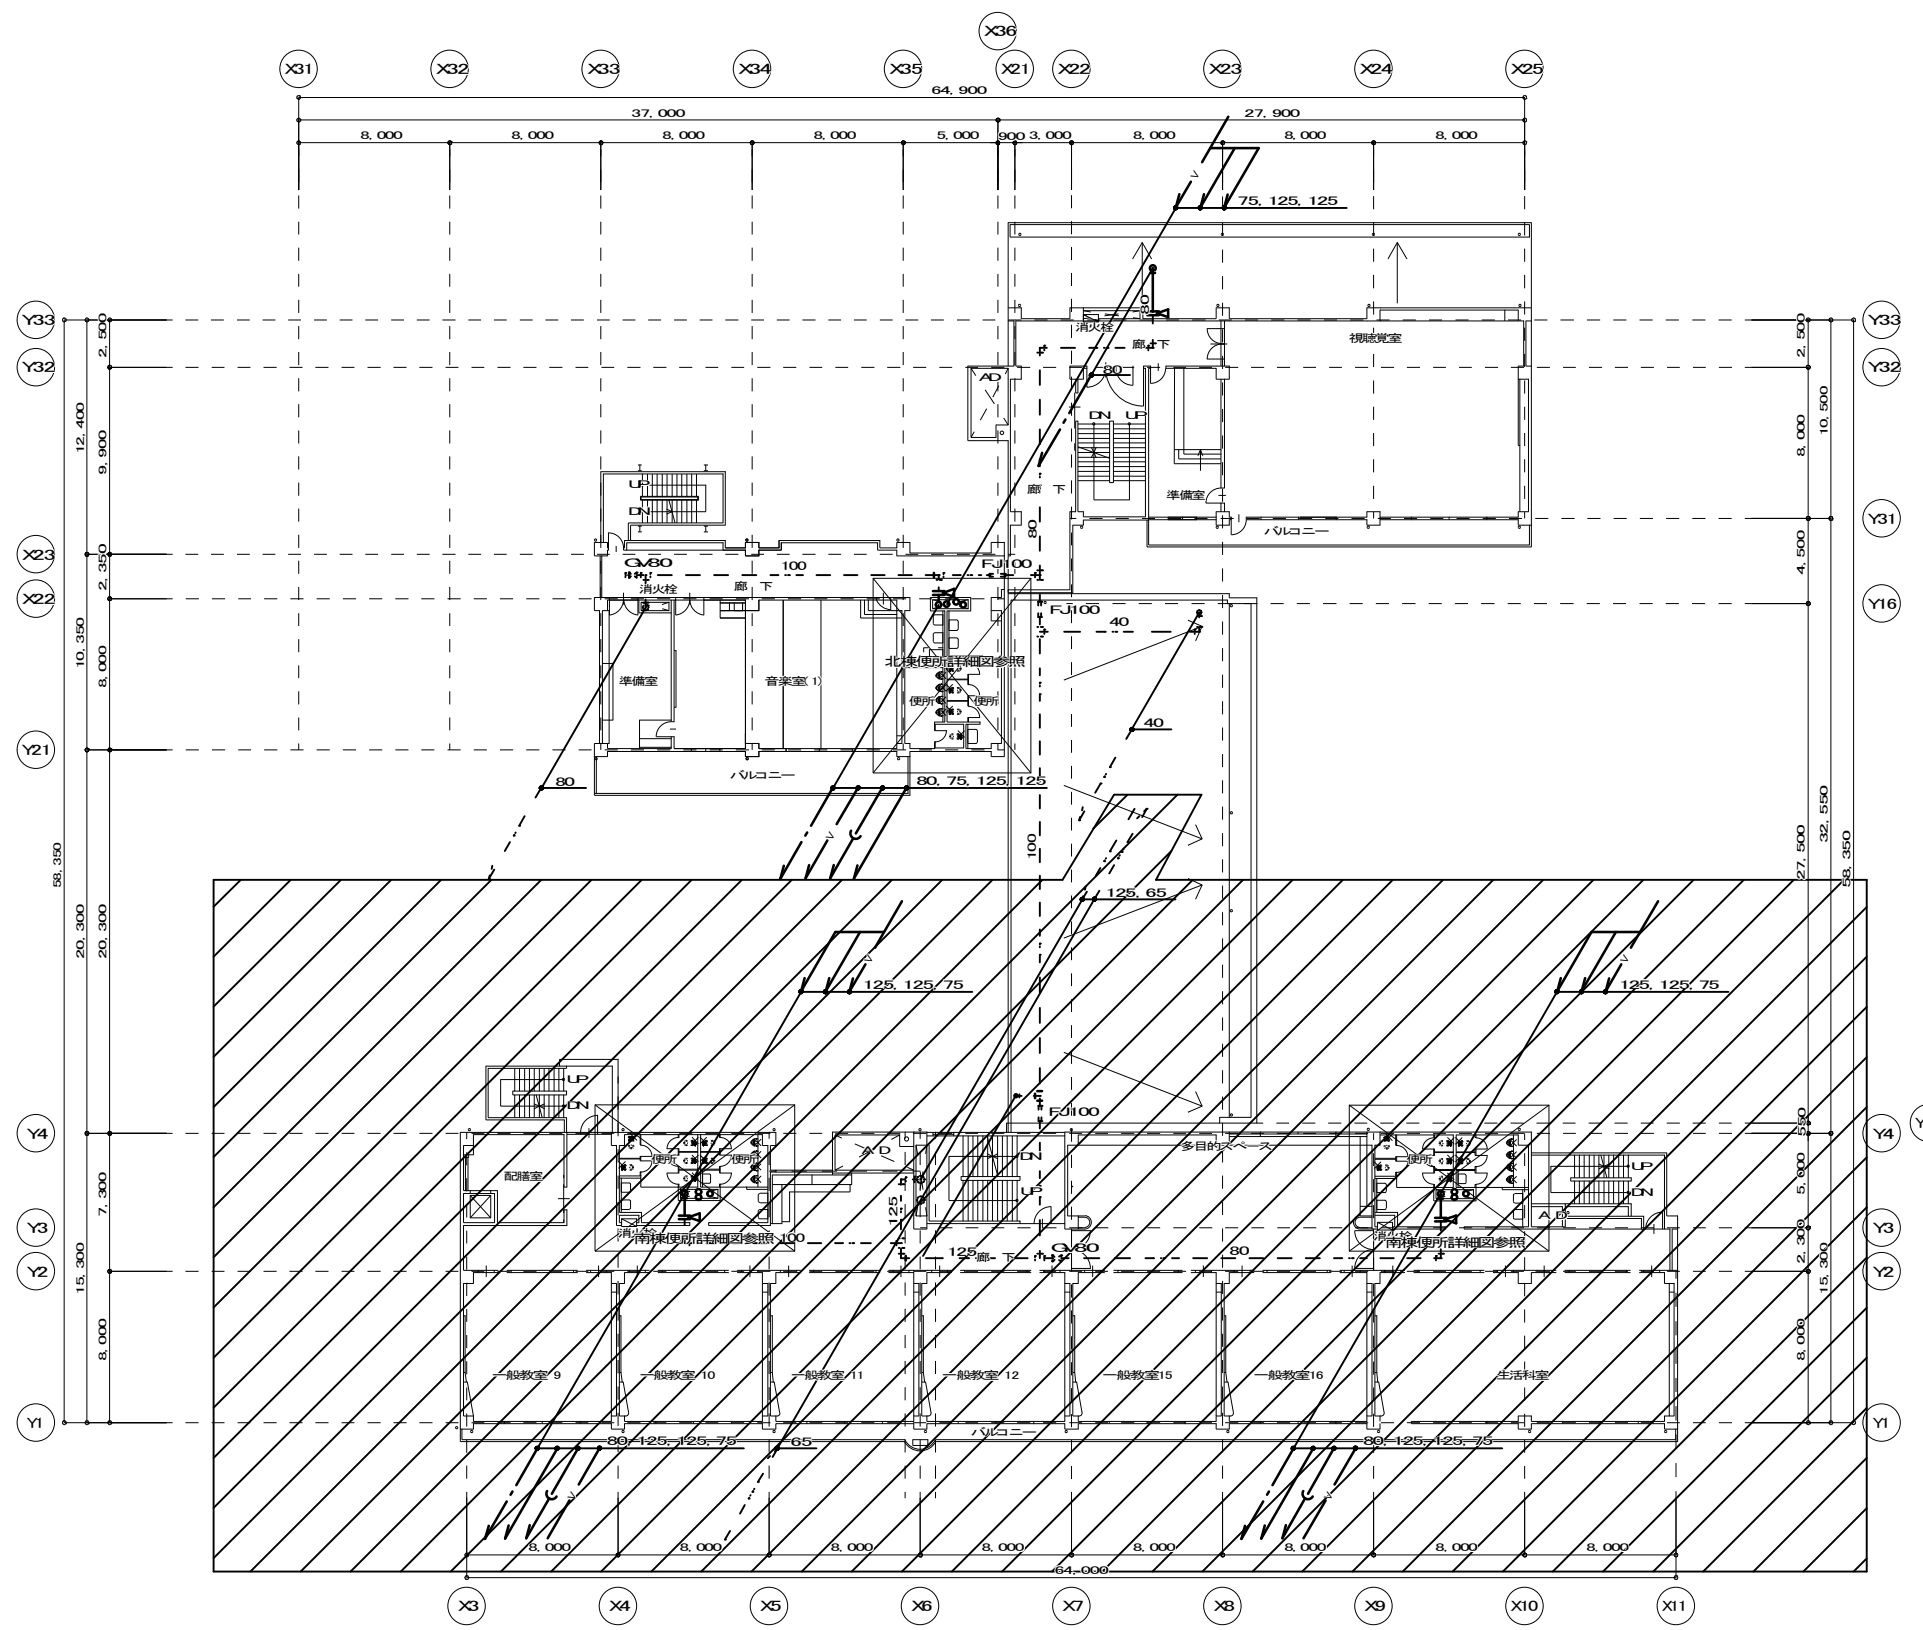 X36
X31 X32 X33 X34 X35 X21 X22 X23 X24 X25
64,900
37,000 27,900
8,000 8,000 8,000 8,000 5,000 900 3,000 8,000 8,000 8,000
75, 125, 125
80
Y33 2,500 消火栓 廊 下 視聴覚室 2,500 Y33
Y32 AD 80 Y32
DN UP
12,400 9,900 8,000 10,500
UP
DN
廊 下 準備室
80
バルコニー Y31
X23 2,350 GV80 100 FJ100 4,500
消火栓 廊 下
X22 FJ100 Y16
40
北棟便所詳細図参照
10,350 8,000 準備室 音楽室(1) 便所 便所
40
Y21
バルコニー
80 80, 75, 125, 125
100
58,350 27,500 32,550 58,350
125, 65
20,300 20,300
125, 125, 75 125, 125, 75
UP
DN
FJ100
550
Y4 Y4
多目的スペース
配膳室 便所 便所 AD DN 便所 UP
UP DN
7,300 125 AD 5,600
Y3 消火栓 消火栓 Y3
南棟便所詳細図参照 100 南棟便所詳細図参照
125 廊 下 GV80 80 2,300
Y2 Y2
15,300 15,300
8,000 8,000
一般教室 9 一般教室 10 一般教室 11 一般教室 12 一般教室15 一般教室16 生活科室
Y1 Y1
バルコニー
80, 125, 125, 75 65 80, 125, 125, 75
8,000 8,000 8,000 8,000 8,000 8,000 8,000 8,000
64,000
X3 X4 X5 X6 X7 X8 X9 X10 X11